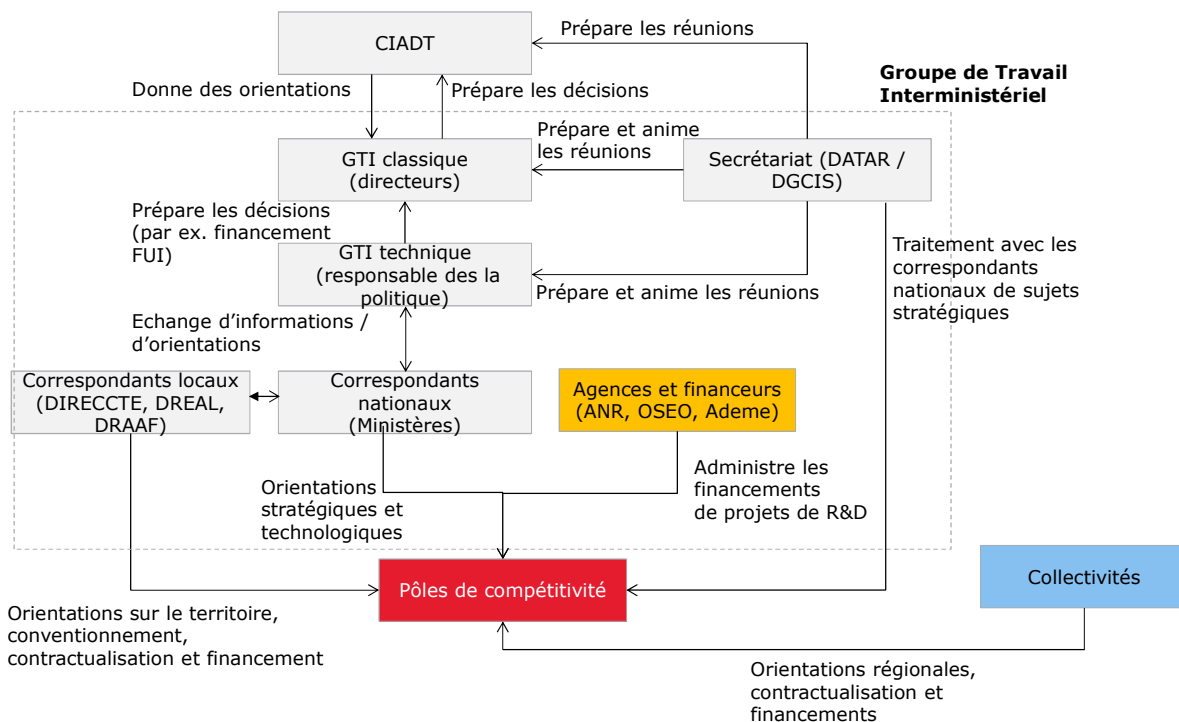 Prépare les réunions
CIADT
Groupe de Travail
Interministériel
Donne des orientations
Prépare les décisions
Prépare et anime
les réunions
GTI classique
(directeurs)
Secrétariat (DATAR /
DGCIS)
Prépare les décisions
(par ex. financement
FUI)
GTI technique
(responsable des la
politique)
Traitement avec les
correspondants
nationaux de sujets
stratégiques
Prépare et anime les réunions
Echange d’informations /
d’orientations
Correspondants locaux
(DIRECCTE, DREAL,
DRAAF)
Correspondants
nationaux
(Ministères)
Agences et financeurs
(ANR, OSEO, Ademe)
Orientations
stratégiques et
technologiques
Administre les
financements
de projets de R&D
Pôles de compétitivité
Collectivités
Orientations sur le territoire,
conventionnement,
contractualisation et financement
Orientations régionales,
contractualisation et
financements